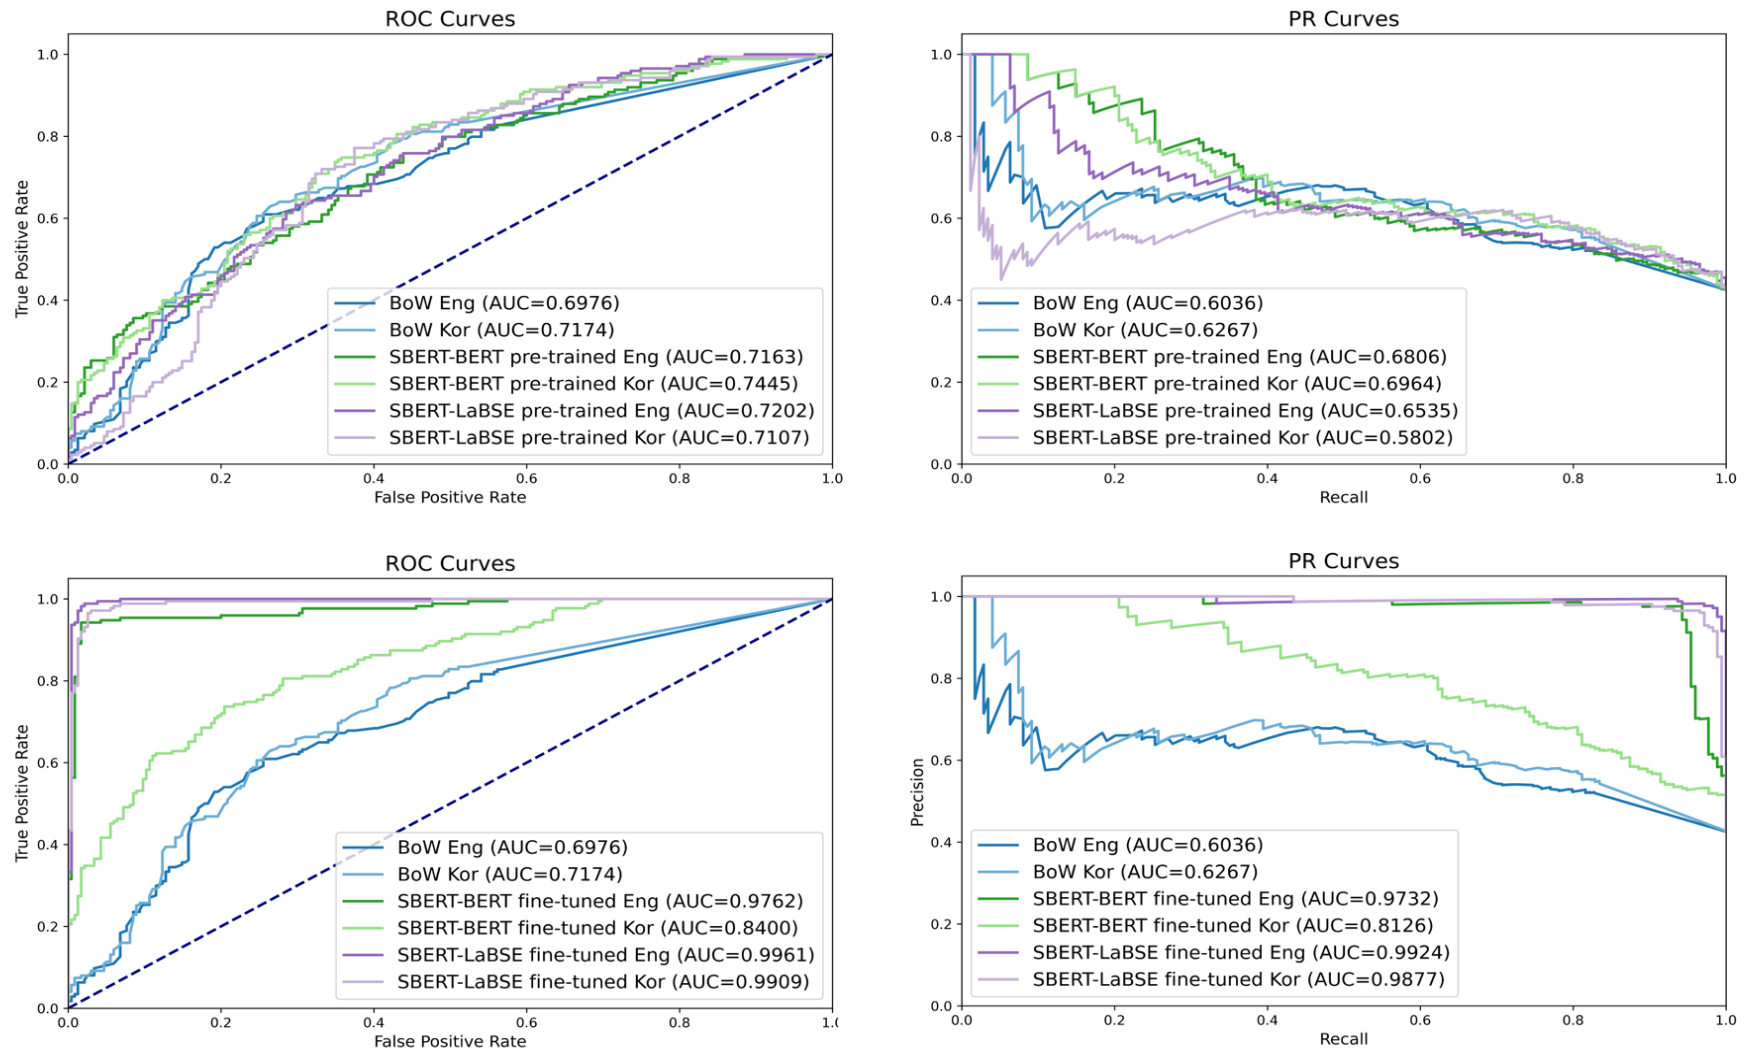 ROC Curves
True Positive Rate
1.0
0.8
0.6
0.4
0.2
0.0
BoW Eng (AUC=0.6976)
BoW Kor (AUC=0.7174)
SBERT-BERT pre-trained Eng (AUC=0.7163)
SBERT-BERT pre-trained Kor (AUC=0.7445)
SBERT-LaBSE pre-trained Eng (AUC=0.7202)
SBERT-LaBSE pre-trained Kor (AUC=0.7107)
0.0 0.2 0.4 0.6 0.8 1.0
False Positive Rate
PR Curves
1.0
0.8
0.6
0.4
0.2
0.0
BoW Eng (AUC=0.6036)
BoW Kor (AUC=0.6267)
SBERT-BERT pre-trained Eng (AUC=0.6806)
SBERT-BERT pre-trained Kor (AUC=0.6964)
SBERT-LaBSE pre-trained Eng (AUC=0.6535)
SBERT-LaBSE pre-trained Kor (AUC=0.5802)
0.0 0.2 0.4 0.6 0.8 1.0
Recall
ROC Curves
True Positive Rate
1.0
0.8
0.6
0.4
0.2
0.0
BoW Eng (AUC=0.6976)
BoW Kor (AUC=0.7174)
SBERT-BERT fine-tuned Eng (AUC=0.9762)
SBERT-BERT fine-tuned Kor (AUC=0.8400)
SBERT-LaBSE fine-tuned Eng (AUC=0.9961)
SBERT-LaBSE fine-tuned Kor (AUC=0.9909)
0.0 0.2 0.4 0.6 0.8 1.0
False Positive Rate
PR Curves
Precision
1.0
0.8
0.6
0.4
0.2
0.0
BoW Eng (AUC=0.6036)
BoW Kor (AUC=0.6267)
SBERT-BERT fine-tuned Eng (AUC=0.9732)
SBERT-BERT fine-tuned Kor (AUC=0.8126)
SBERT-LaBSE fine-tuned Eng (AUC=0.9924)
SBERT-LaBSE fine-tuned Kor (AUC=0.9877)
0.0 0.2 0.4 0.6 0.8 1.0
Recall